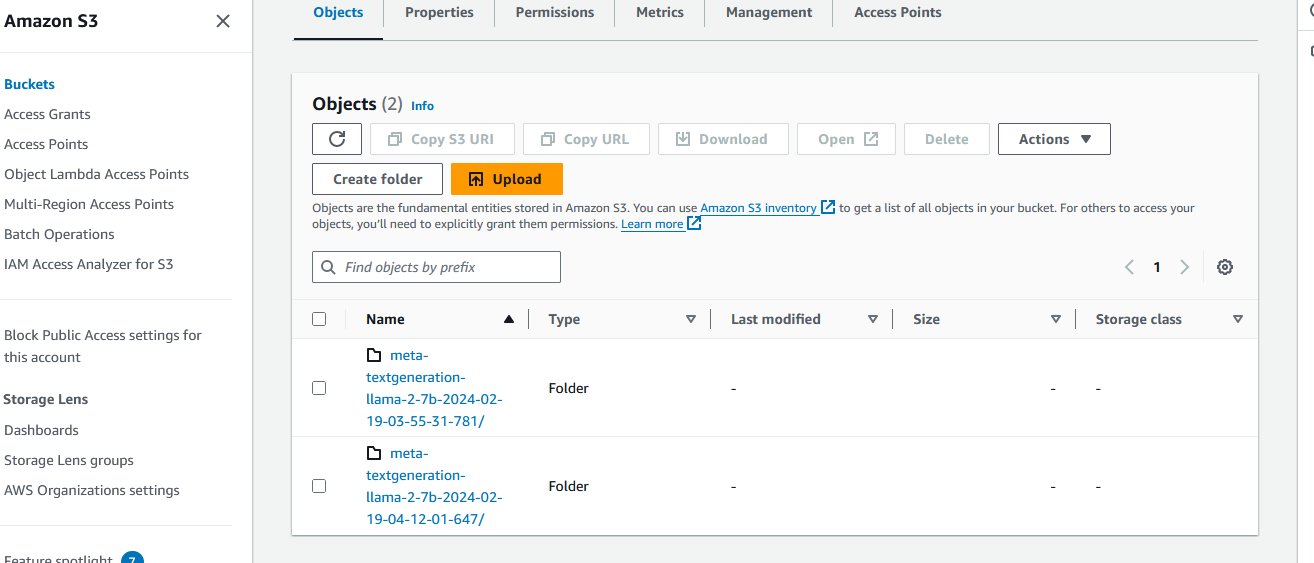 Amazon S3
Buckets
Access Grants
Access Points
Object Lambda Access Points
Multi-Region Access Points
Batch Operations
IAM Access Analyzer for S3
Block Public Access settings for
this account
Storage Lens
Dashboards
Storage Lens groups
AWS Organizations settings
Feature spotlight 7
Objects Properties Permissions Metrics Management Access Points
Objects (2) Info
Copy S3 URI Copy URL Download Open Delete Actions
Create folder Upload
Objects are the fundamental entities stored in Amazon S3. You can use Amazon S3 inventory to get a list of all objects in your bucket. For others to access your
objects, you'll need to explicitly grant them permissions. Learn more
Find objects by prefix 1
Name Type Last modified Size Storage class
meta-
textgeneration-
llama-2-7b-2024-02-
19-03-55-31-781/
Folder - - -
meta-
textgeneration-
llama-2-7b-2024-02-
19-04-12-01-647/
Folder - - -